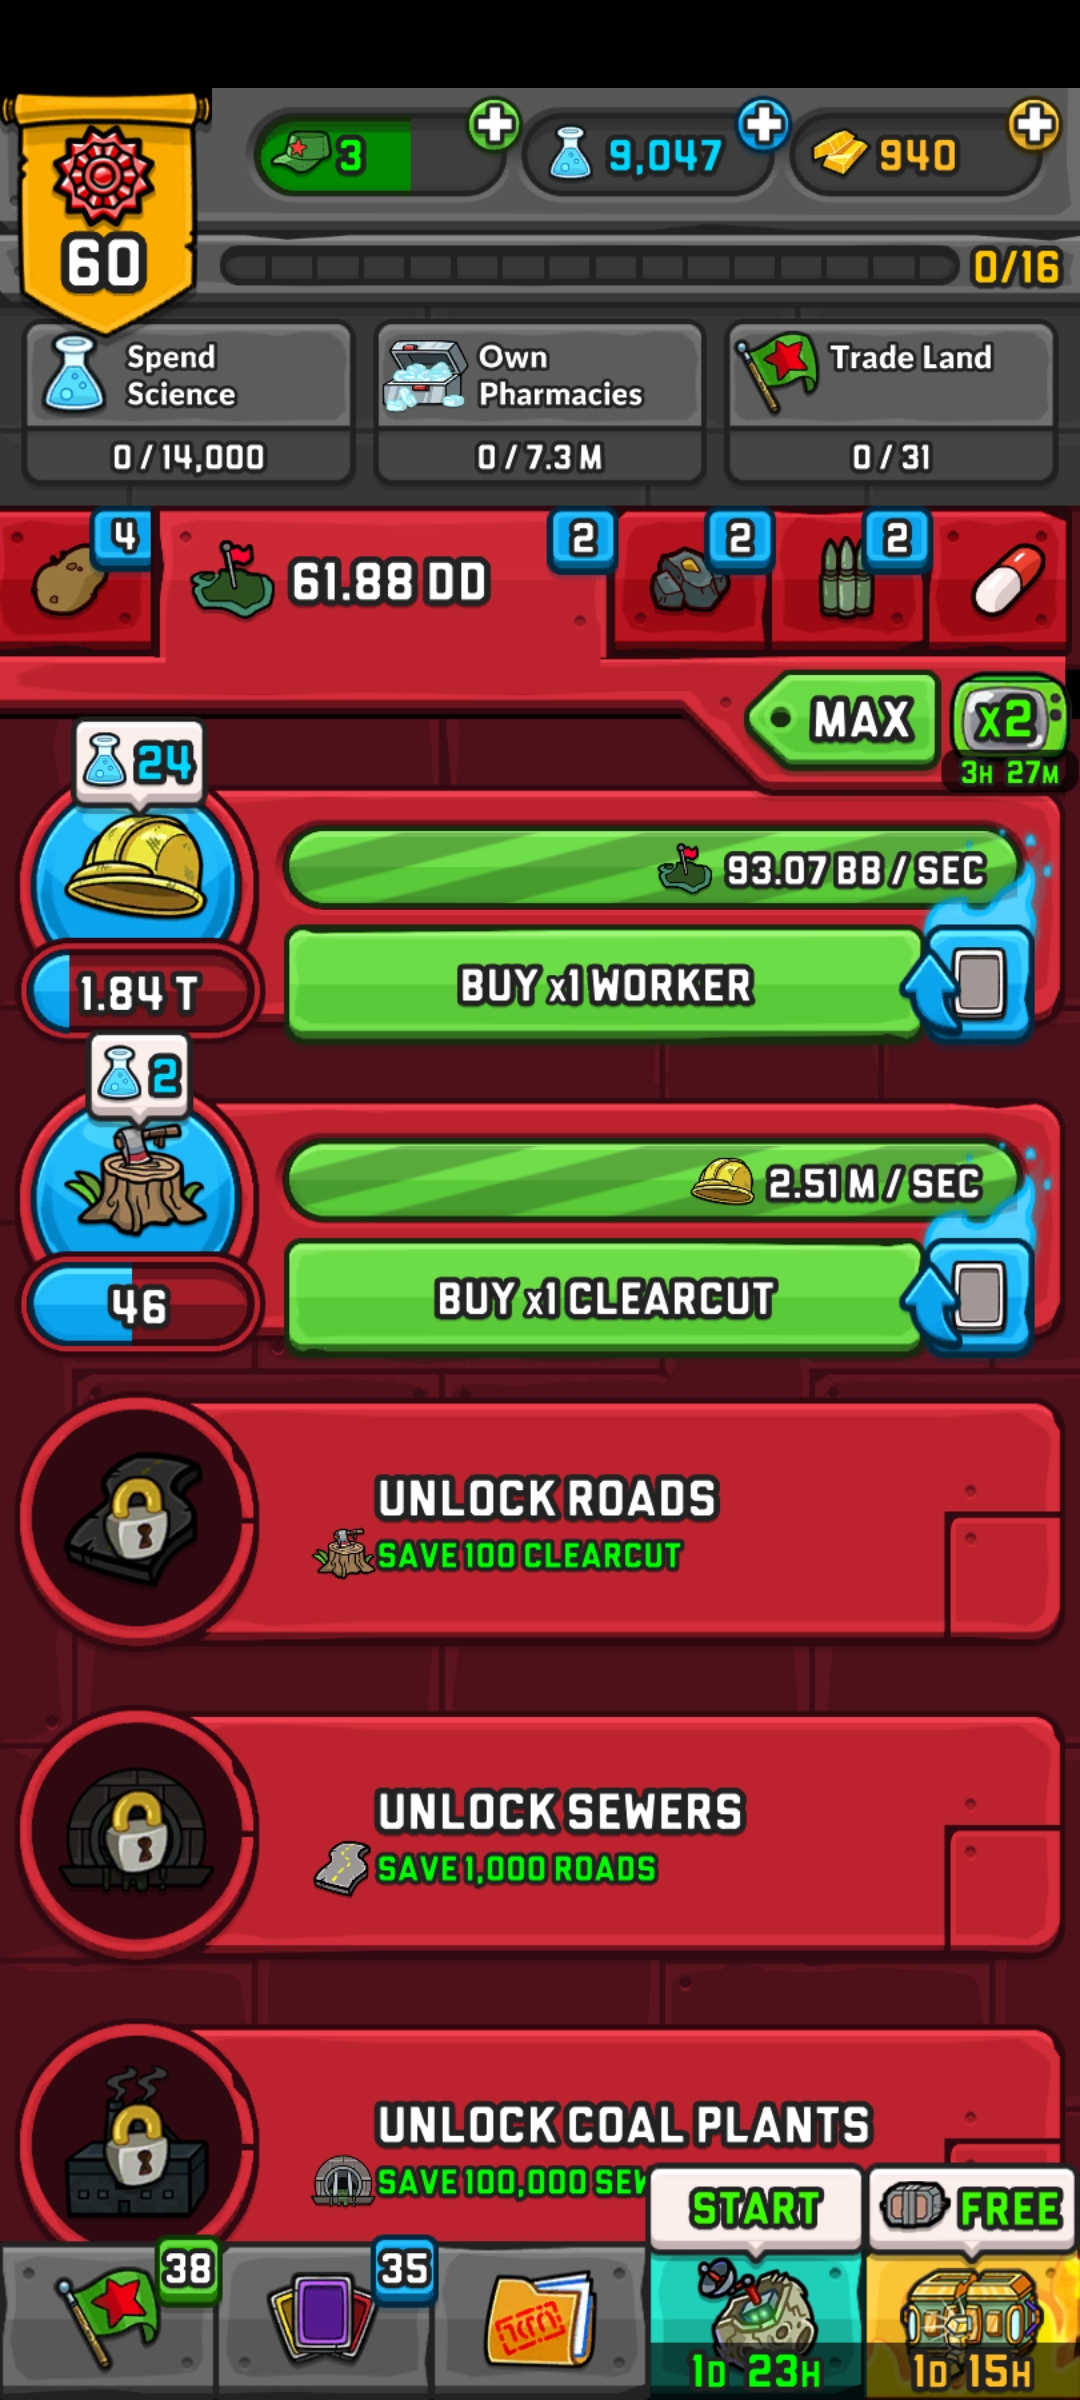 3
9,047
940
60
0/16
Spend
Science
0 / 14,000
Own
Pharmacies
0 / 7.3 M
Trade Land
0 / 31
4
61.88 DD
2
2
2
MAX
x2
3H 27M
24
93.07 BB / SEC
1.84 T
BUY x1 WORKER
2
2.51 M / SEC
46
BUY x1 CLEARCUT
UNLOCK ROADS
SAVE 100 CLEARCUT
UNLOCK SEWERS
SAVE 1,000 ROADS
UNLOCK COAL PLANTS
SAVE 100,000 SEW
START
FREE
38
35
1D 23H
1D 15H